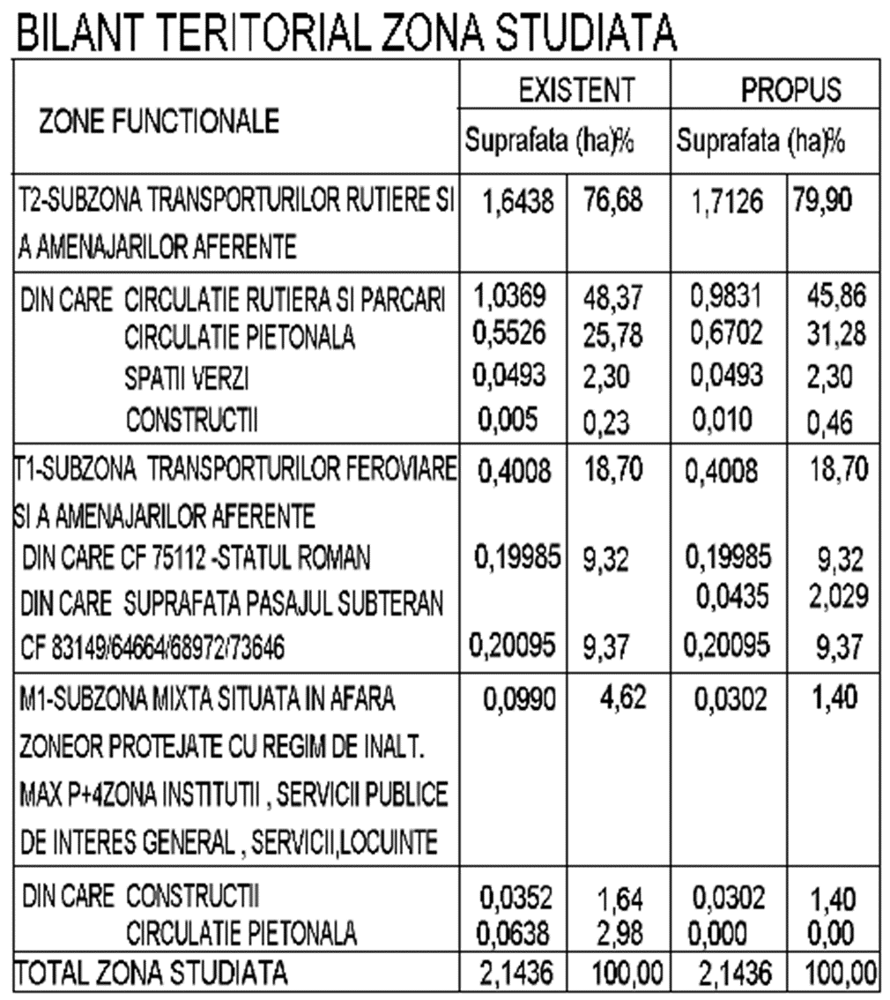 BILANT TERITORIAL ZONA STUDIATA
ZONE FUNCTIONALE
EXISTENT PROPUS
Suprafata (ha)% Suprafata (ha)%
T2-SUBZONA TRANSPORTURILOR RUTIERE SI 1,6438 76,68 1,7126 79,90
A AMENAJARILOR AFERENTE
DIN CARE CIRCULATIE RUTIERA SI PARCARI 1,0369 48,37 0,9831 45,86
CIRCULATIE PIETONALA 0,5526 25,78 0,6702 31,28
SPATII VERZI 0,0493 2,30 0,0493 2,30
CONSTRUCTII 0,005 0,23 0,010 0,46
T1-SUBZONA TRANSPORTURILOR FEROVIARE 0,4008 18,70 0,4008 18,70
SI A AMENAJARILOR AFERENTE
DIN CARE CF 75112 -STATUL ROMAN 0,19985 9,32 0,19985 9,32
DIN CARE SUPRAFATA PASAJUL SUBTERAN 0,0435 2,029
CF 83149/64664/68972/73646 0,20095 9,37 0,20095 9,37
M1-SUBZONA MIXTA SITUATA IN AFARA 0,0990 4,62 0,0302 1,40
ZONEOR PROTEJATE CU REGIM DE INALT.
MAX P+4ZONA INSTITUTII , SERVICII PUBLICE
DE INTERES GENERAL , SERVICII,LOCUINTE
DIN CARE CONSTRUCTII 0,0352 1,64 0,0302 1,40
CIRCULATIE PIETONALA 0,0638 2,98 0,000 0,00
TOTAL ZONA STUDIATA 2,1436 100,00 2,1436 100,00